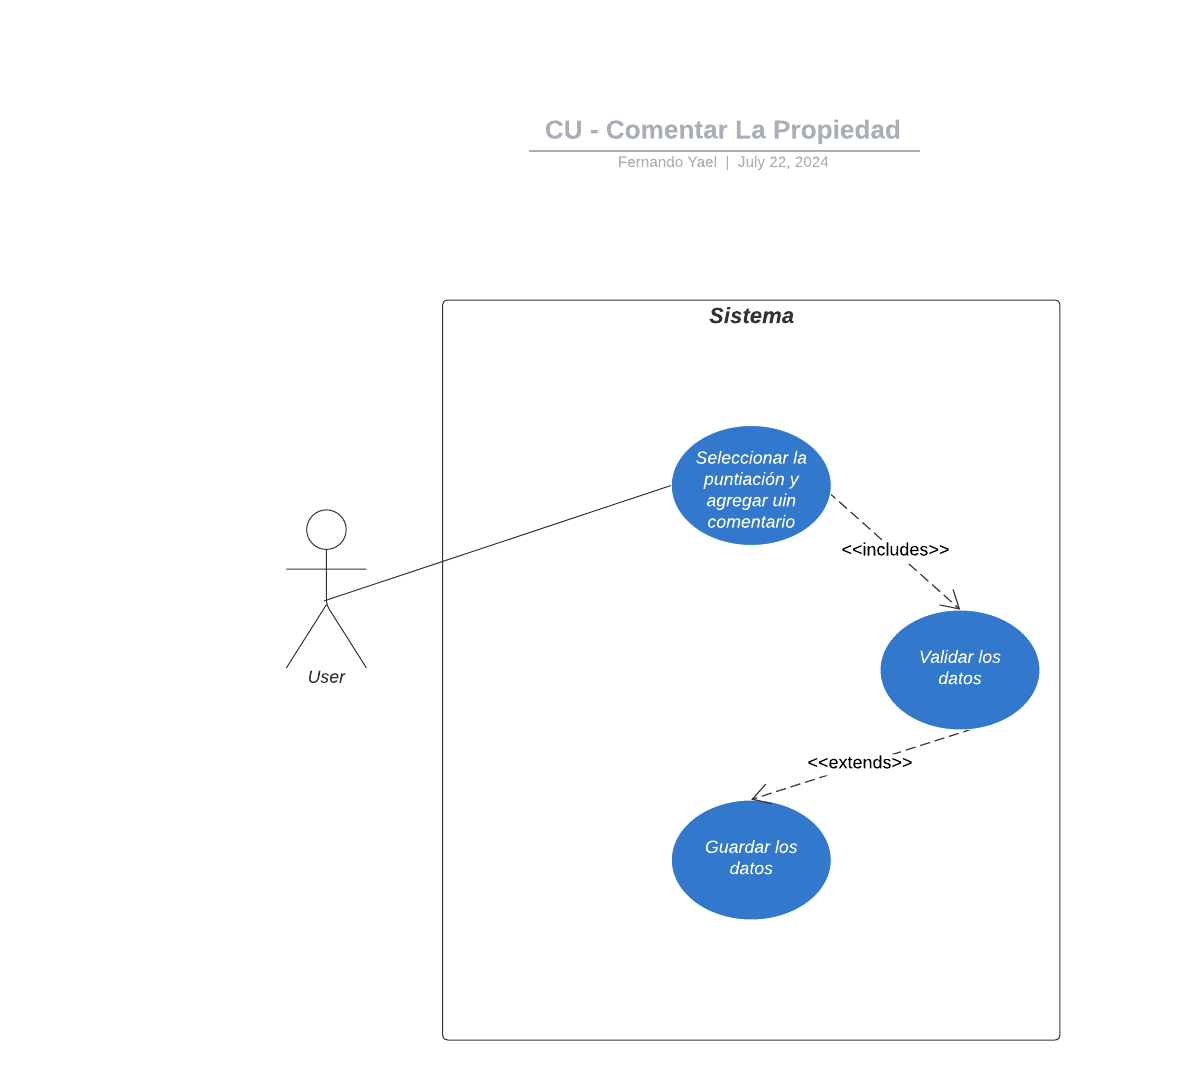 CU - Comentar La Propiedad
Fernando Yael | July 22, 2024
Sistema
Seleccionar la
puntiación y
agregar uin
comentario
<<includes>>
User
Validar los
datos
<<extends>>
Guardar los
datos